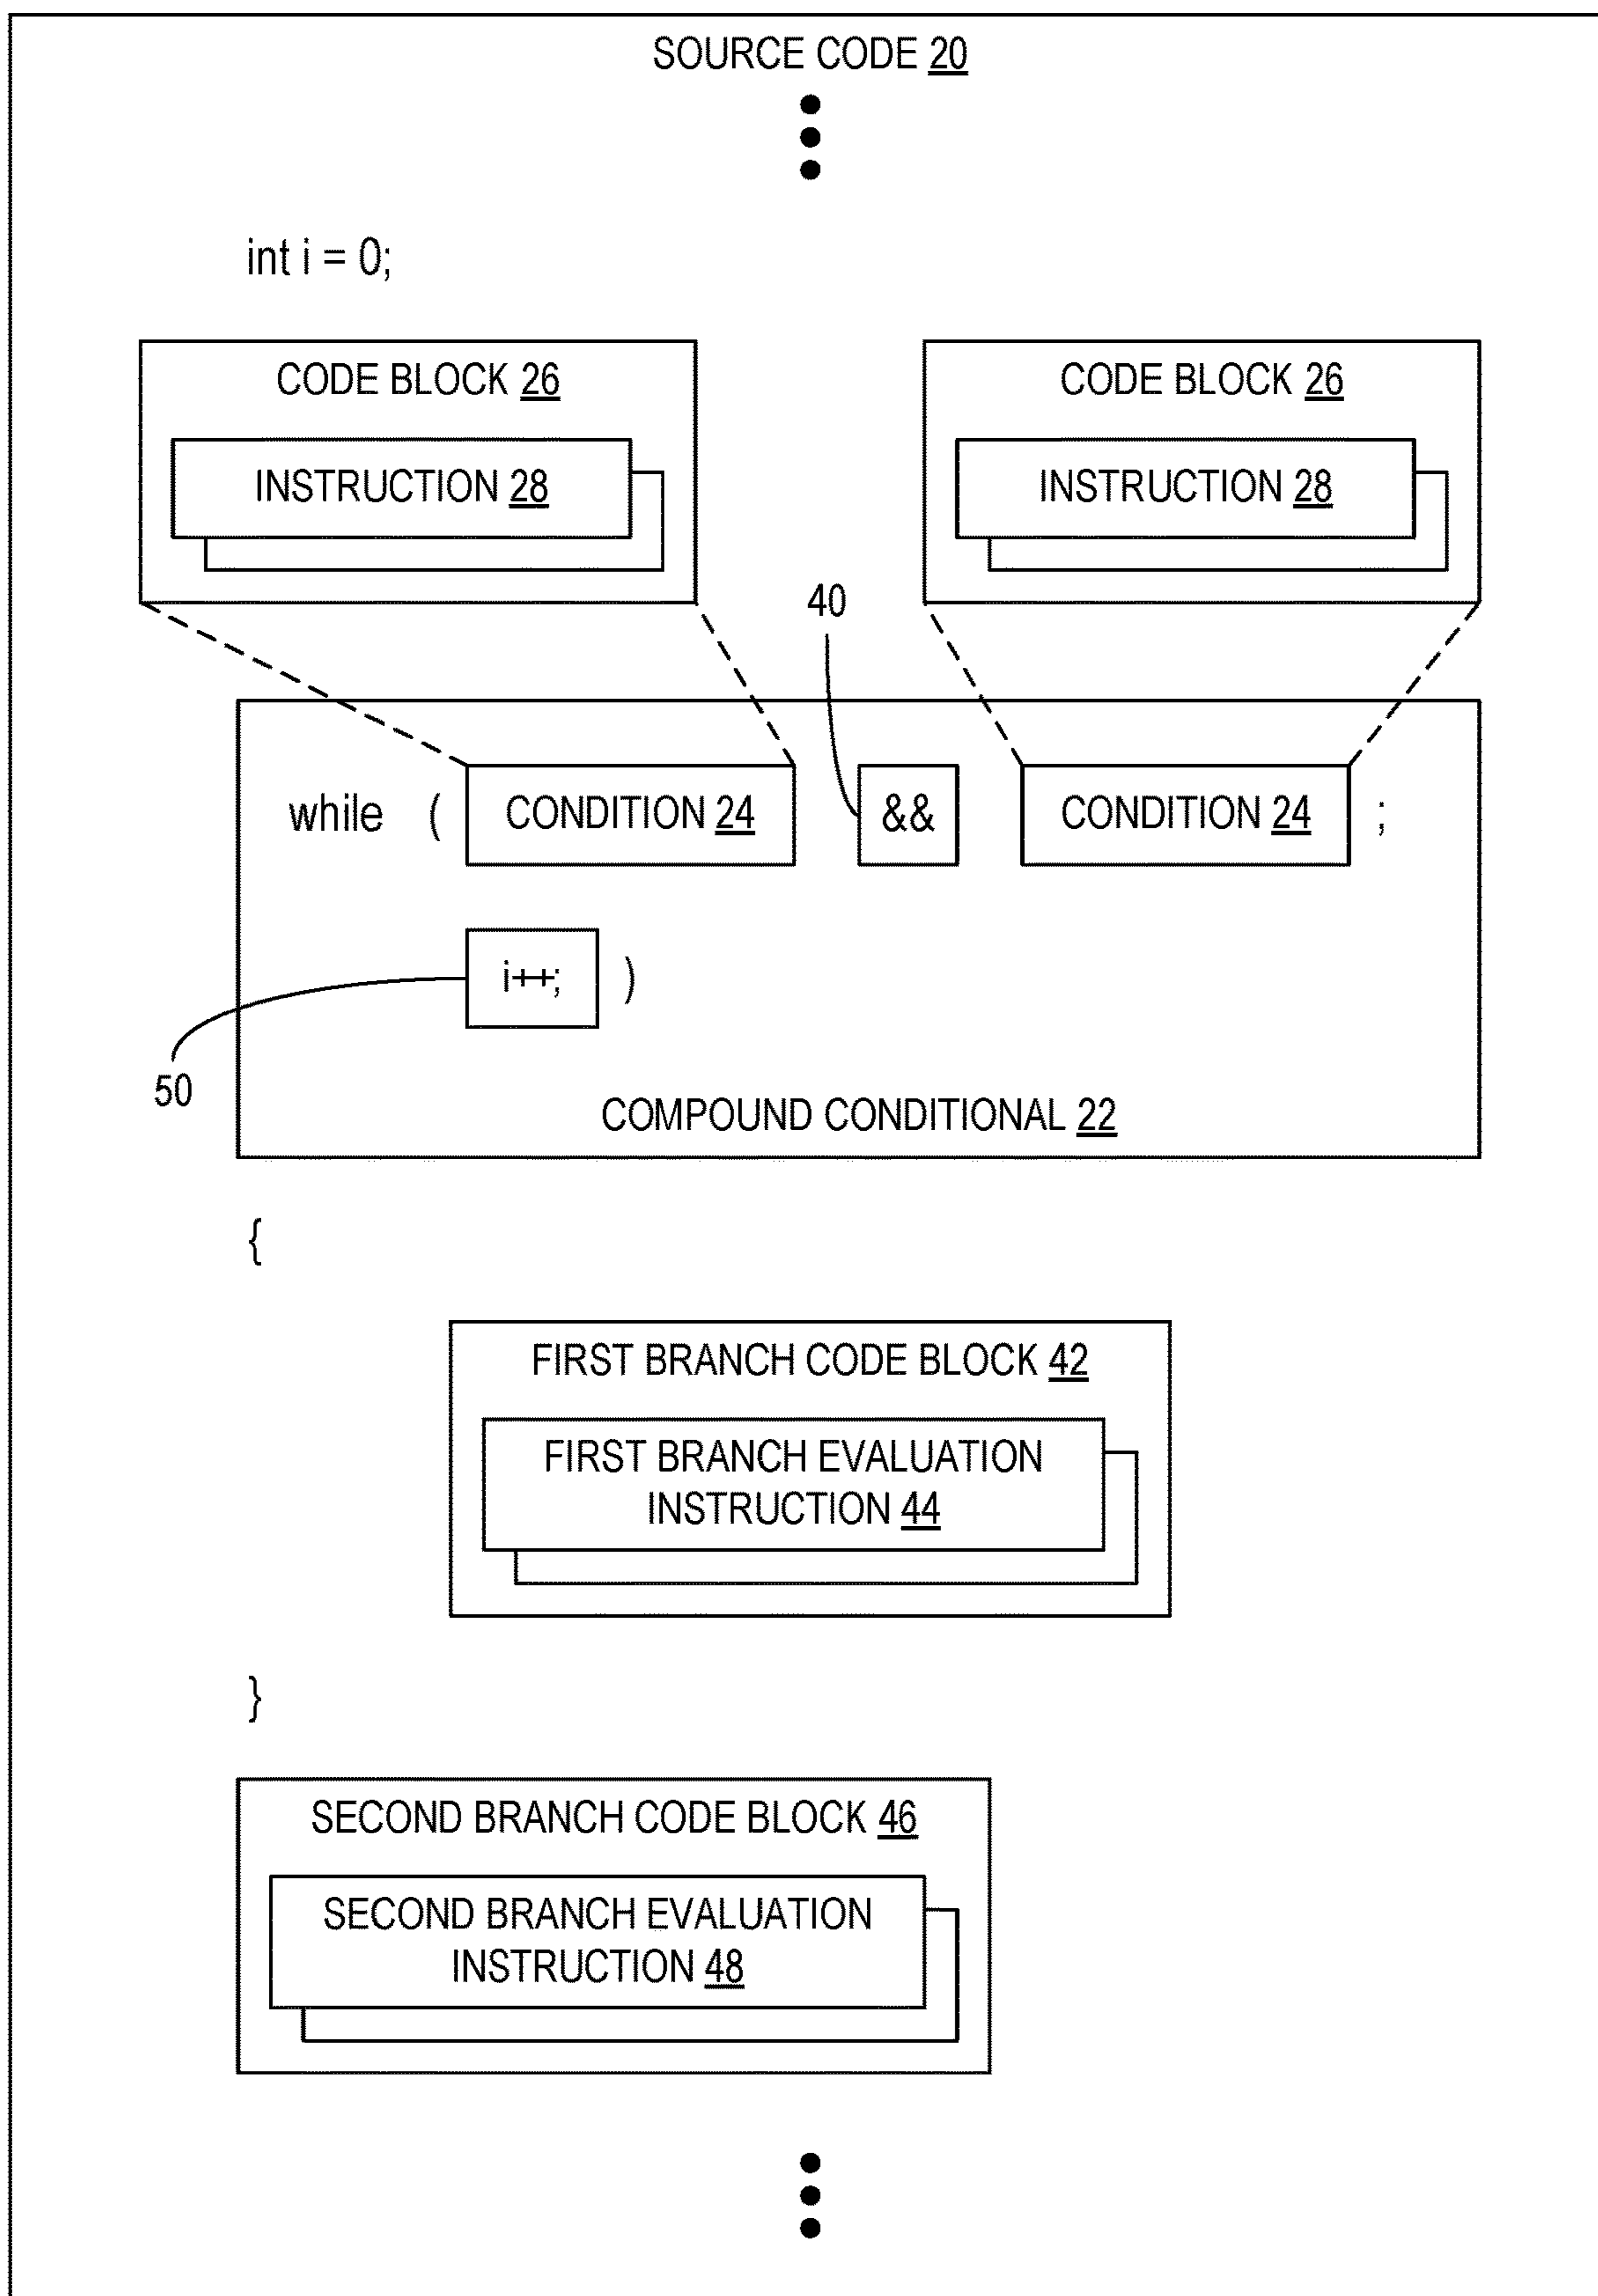 SOURCE CODE 20
int i = 0;
CODE BLOCK 26
CODE BLOCK 26
INSTRUCTION 28
INSTRUCTION 28
40
while ( CONDITION 24 && CONDITION 24 ;
i++; )
50
COMPOUND CONDITIONAL 22
{
FIRST BRANCH CODE BLOCK 42
FIRST BRANCH EVALUATION
INSTRUCTION 44
}
SECOND BRANCH CODE BLOCK 46
SECOND BRANCH EVALUATION
INSTRUCTION 48